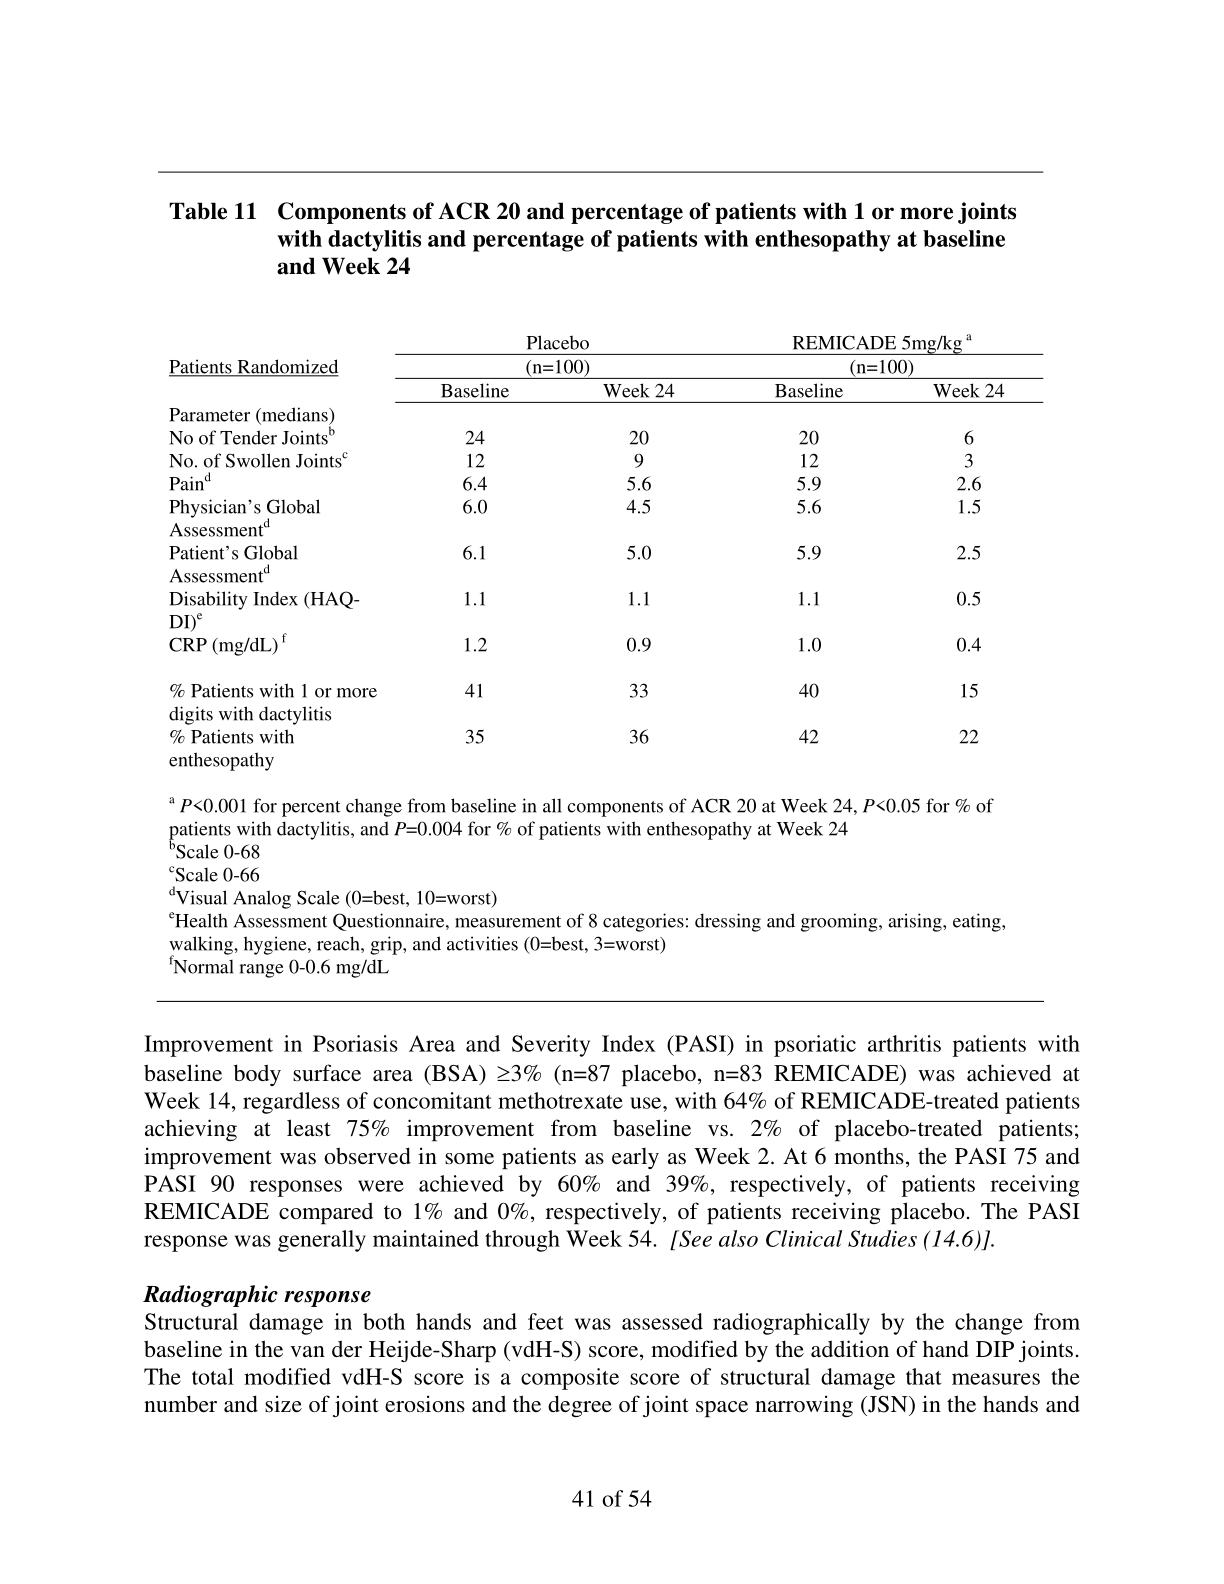 Table 11 Components of ACR 20 and percentage of patients with 1 or more joints
with dactylitis and percentage of patients with enthesopathy at baseline
and Week 24
Placebo REMICADE 5mg/kg a
Patients Randomized (n=100) (n=100)
Baseline Week 24 Baseline Week 24
Parameter (medians)
No of Tender Jointsb 24 20 20 6
No. of Swollen Jointsc 12 9 12 3
Paind 6.4 5.6 5.9 2.6
Physician's Global 6.0 4.5 5.6 1.5
Assessmentd
Patient's Global 6.1 5.0 5.9 2.5
Assessmentd
Disability Index (HAQ- 1.1 1.1 1.1 0.5
DI)e
CRP (mg/dL) f 1.2 0.9 1.0 0.4
% Patients with 1 or more 41 33 40 15
digits with dactylitis
% Patients with 35 36 42 22
enthesopathy
a P<0.001 for percent change from baseline in all components of ACR 20 at Week 24, P<0.05 for % of
patients with dactylitis, and P=0.004 for % of patients with enthesopathy at Week 24
bScale 0-68
cScale 0-66
dVisual Analog Scale (0=best, 10=worst)
eHealth Assessment Questionnaire, measurement of 8 categories: dressing and grooming, arising, eating,
walking, hygiene, reach, grip, and activities (0=best, 3=worst)
fNormal range 0-0.6 mg/dL
Improvement in Psoriasis Area and Severity Index (PASI) in psoriatic arthritis patients with
baseline body surface area (BSA) ≥3% (n=87 placebo, n=83 REMICADE) was achieved at
Week 14, regardless of concomitant methotrexate use, with 64% of REMICADE-treated patients
achieving at least 75% improvement from baseline vs. 2% of placebo-treated patients;
improvement was observed in some patients as early as Week 2. At 6 months, the PASI 75 and
PASI 90 responses were achieved by 60% and 39%, respectively, of patients receiving
REMICADE compared to 1% and 0%, respectively, of patients receiving placebo. The PASI
response was generally maintained through Week 54. [See also Clinical Studies (14.6)].
Radiographic response
Structural damage in both hands and feet was assessed radiographically by the change from
baseline in the van der Heijde-Sharp (vdH-S) score, modified by the addition of hand DIP joints.
The total modified vdH-S score is a composite score of structural damage that measures the
number and size of joint erosions and the degree of joint space narrowing (JSN) in the hands and
41 of 54